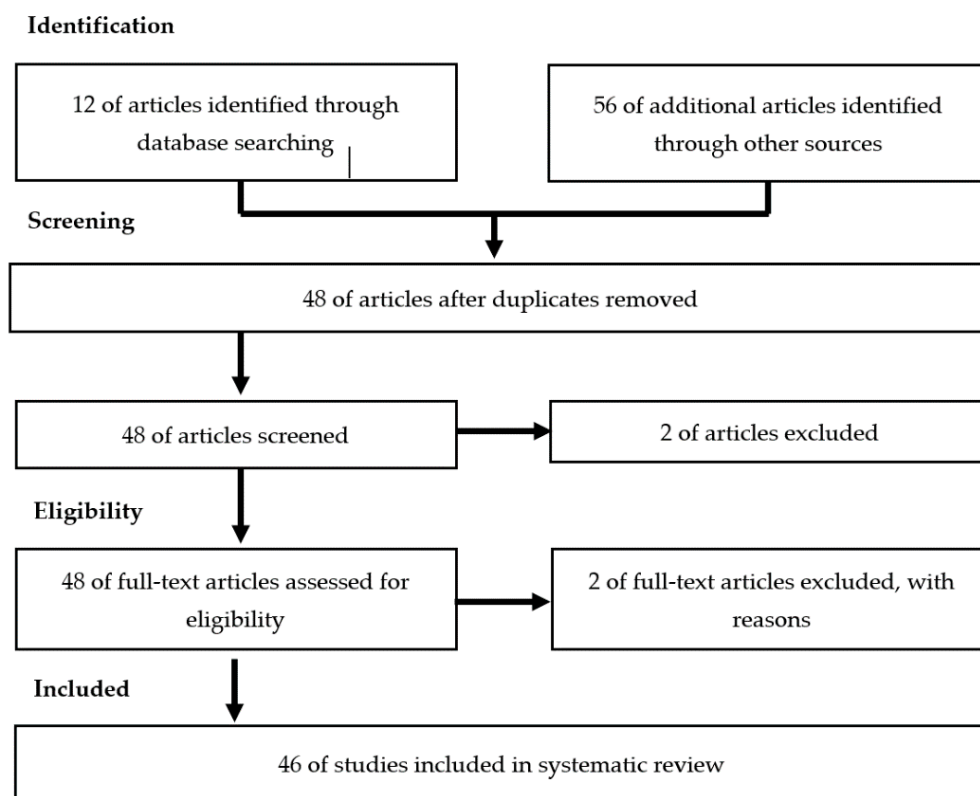 Identification
12 of articles identified through
database searching
56 of additional articles identified
through other sources
Screening
48 of articles after duplicates removed
48 of articles screened
2 of articles excluded
Eligibility
48 of full-text articles assessed for
eligibility
2 of full-text articles excluded, with
reasons
Included
46 of studies included in systematic review